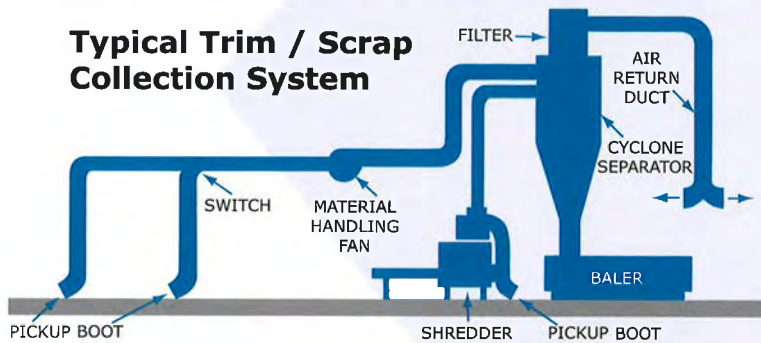 Typical Trim / Scrap
Collection System
FILTER
AIR
RETURN
DUCT
CYCLONE
SEPARATOR
SWITCH
MATERIAL
HANDLING
FAN
BALER
PICKUP BOOT
SHREDDER
PICKUP BOOT